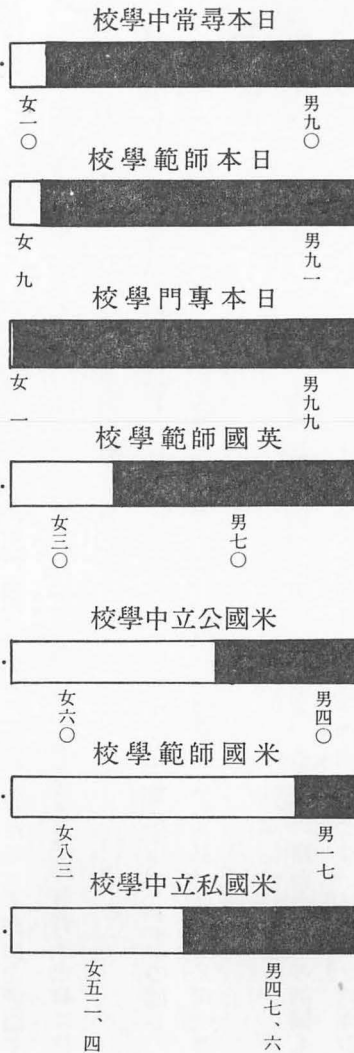 日本尋常中學校
男九〇
女一〇
日本師範學校
男九一
女 九
日本專門學校
男九九
女 一
英國師範學校
男七〇
女三〇
米國公立中學校
男四〇
女六〇
米國師範學校
男一七
女八三
米國私立中學校
男四七、六
女五二、四